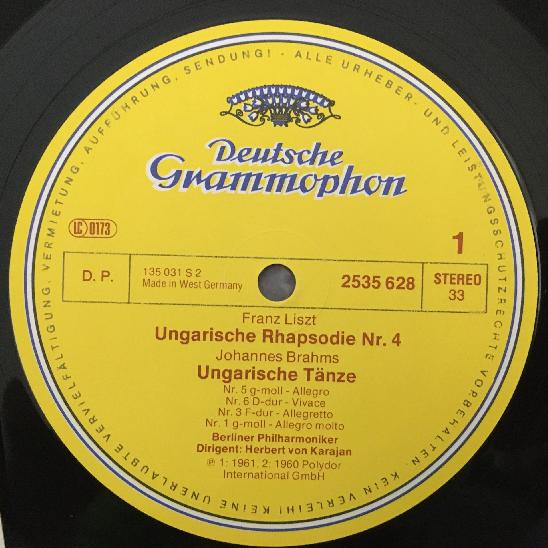 ALLE URHEBER- UND LEISTUNGSSCHUTZRECHTE VORBEHALTEN · KEIN VERLEIH! KEINE UNERLAUBTE VERVIELFÄLTIGUNG, VERMIETUNG, AUFFÜHRUNG, SENDUNG! -
Deutsche
Grammophon
LC 0173
1
D. P.
135 031 S 2
Made in West Germany
2535 628
STEREO
33
Franz Liszt
Ungarische Rhapsodie Nr. 4
Johannes Brahms
Ungarische Tänze
Nr. 5 g-moll - Allegro
Nr. 6 D-dur - Vivace
Nr. 3 F-dur - Allegretto
Nr. 1 g-moll - Allegro molto
Berliner Philharmoniker
Dirigent: Herbert von Karajan
℗ 1: 1961, 2: 1960 Polydor
International GmbH